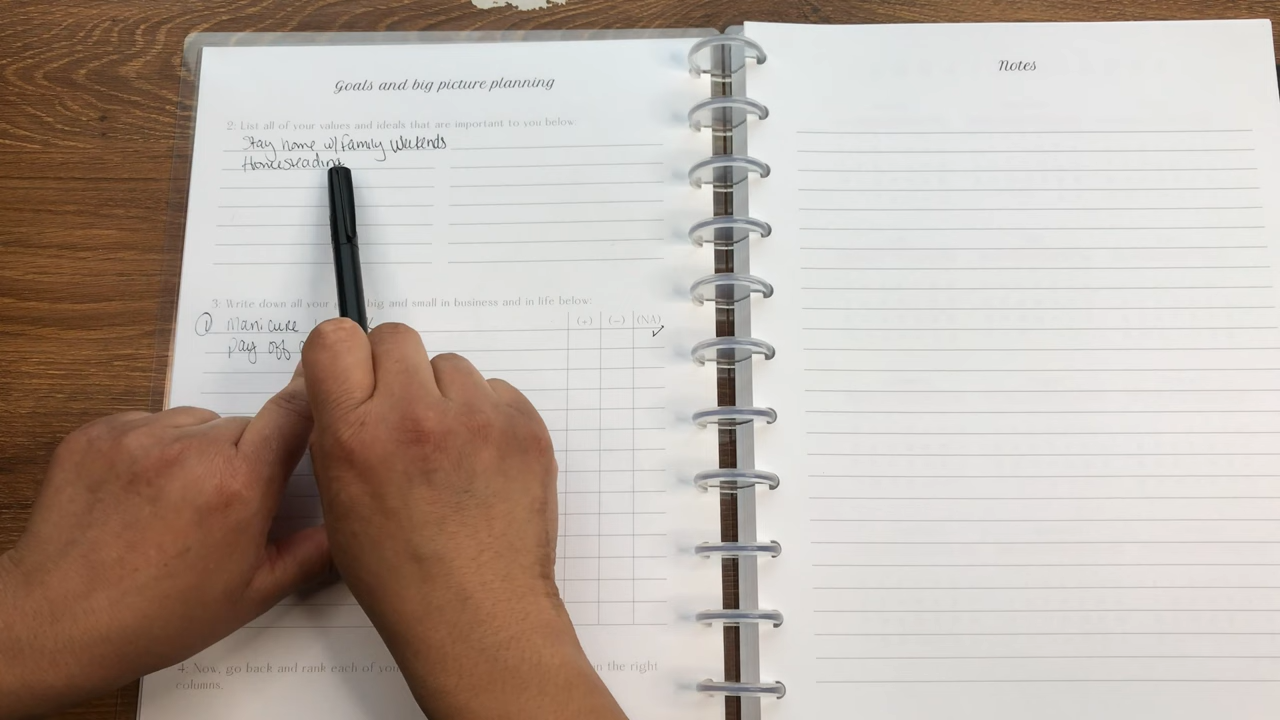 Goals and big picture planning
2: List all of your values and ideals that are important to you below:
Stay home w/ Family Weekends
Homesteading
3: Write down all your big and small in business and in life below:
(+) (-) (NA)
① Manicure
✓
Pay off
4: Now, go back and rank each of on the right
columns.
Notes